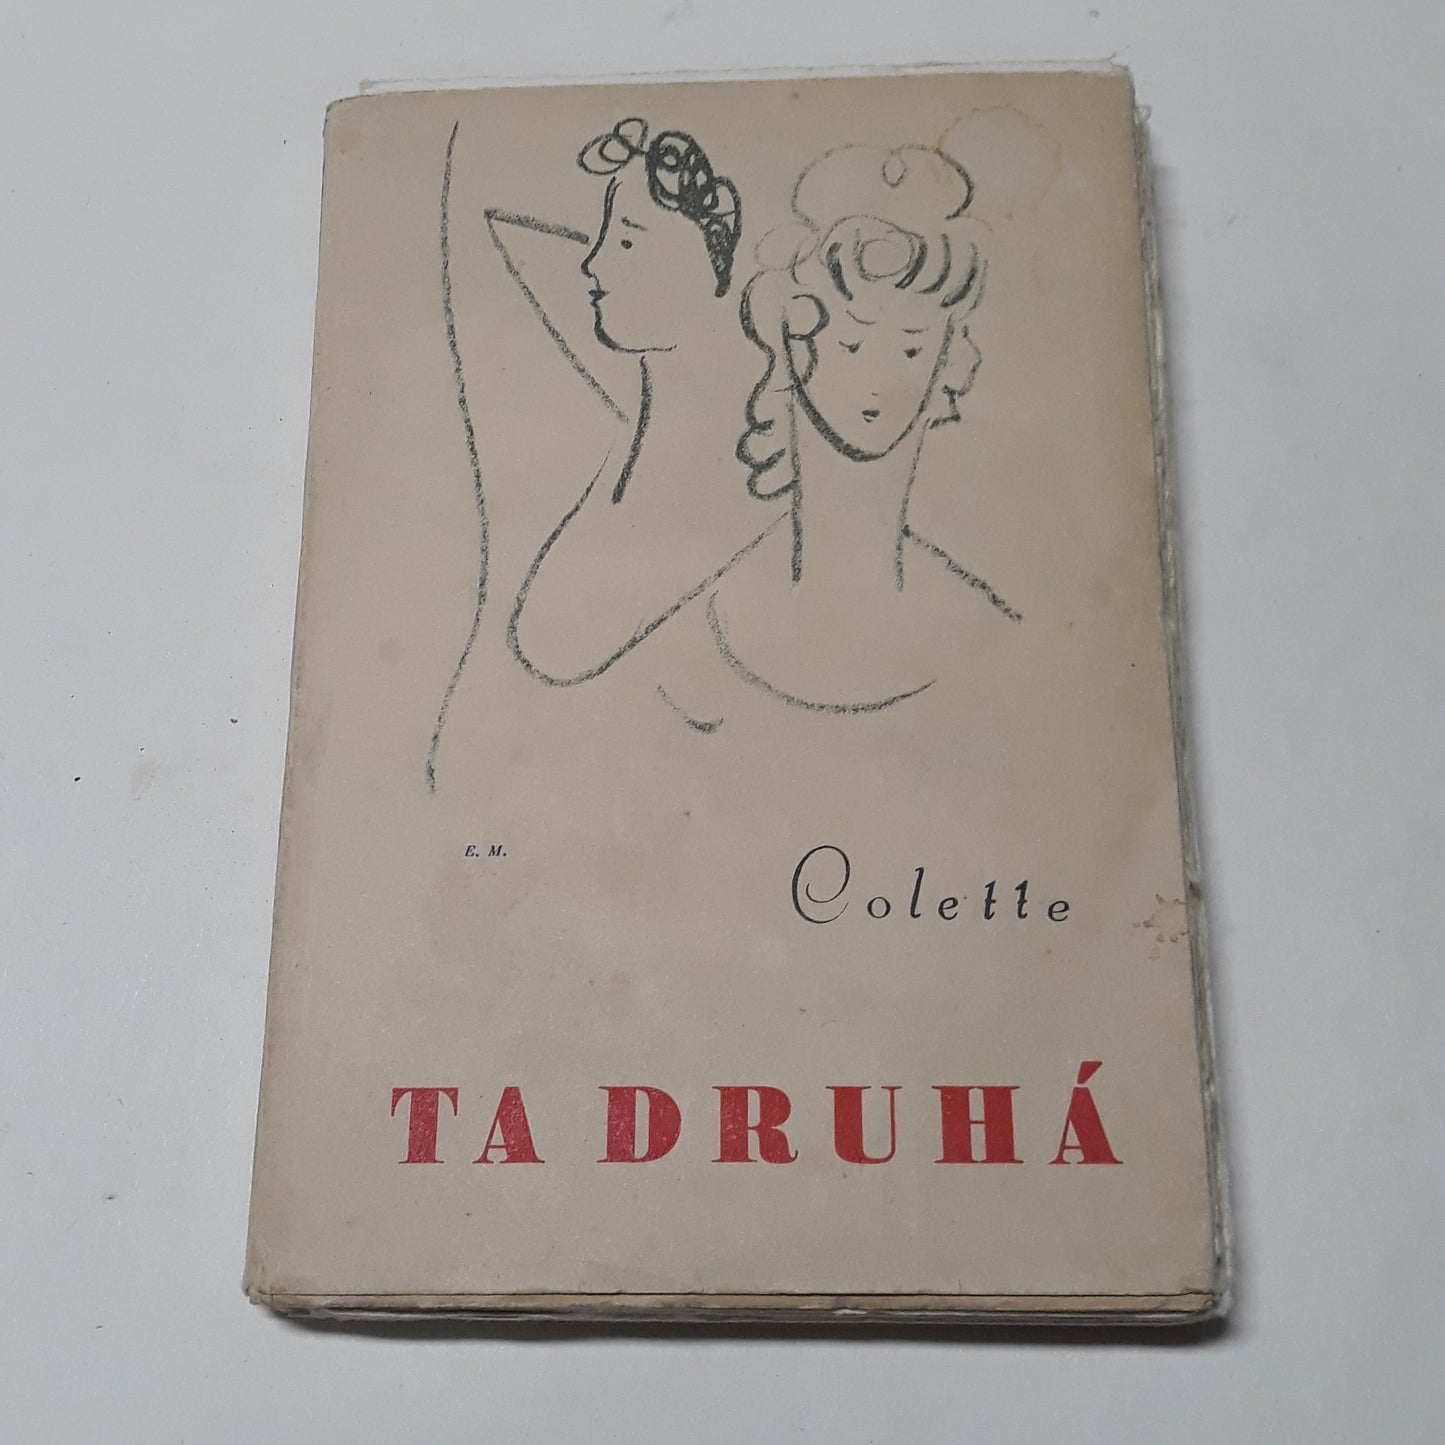 E. M.
Colette
TA DRUHÁ